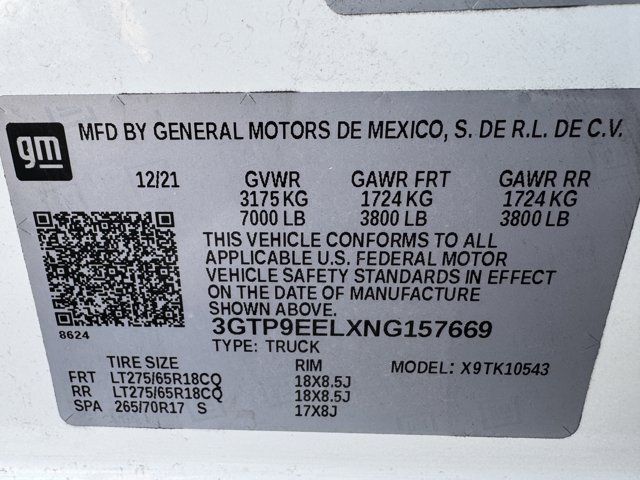 gm
MFD BY GENERAL MOTORS DE MEXICO, S. DE R.L. DE C.V.
12/21 GVWR GAWR FRT GAWR RR
3175 KG 1724 KG 1724 KG
7000 LB 3800 LB 3800 LB
THIS VEHICLE CONFORMS TO ALL
APPLICABLE U.S. FEDERAL MOTOR
VEHICLE SAFETY STANDARDS IN EFFECT
ON THE DATE OF MANUFACTURE
SHOWN ABOVE.
8624
3GTP9EELXNG157669
TYPE: TRUCK
TIRE SIZE RIM MODEL: X9TK10543
FRT LT275/65R18CQ 18X8.5J
RR LT275/65R18CQ 18X8.5J
SPA 265/70R17 S 17X8J